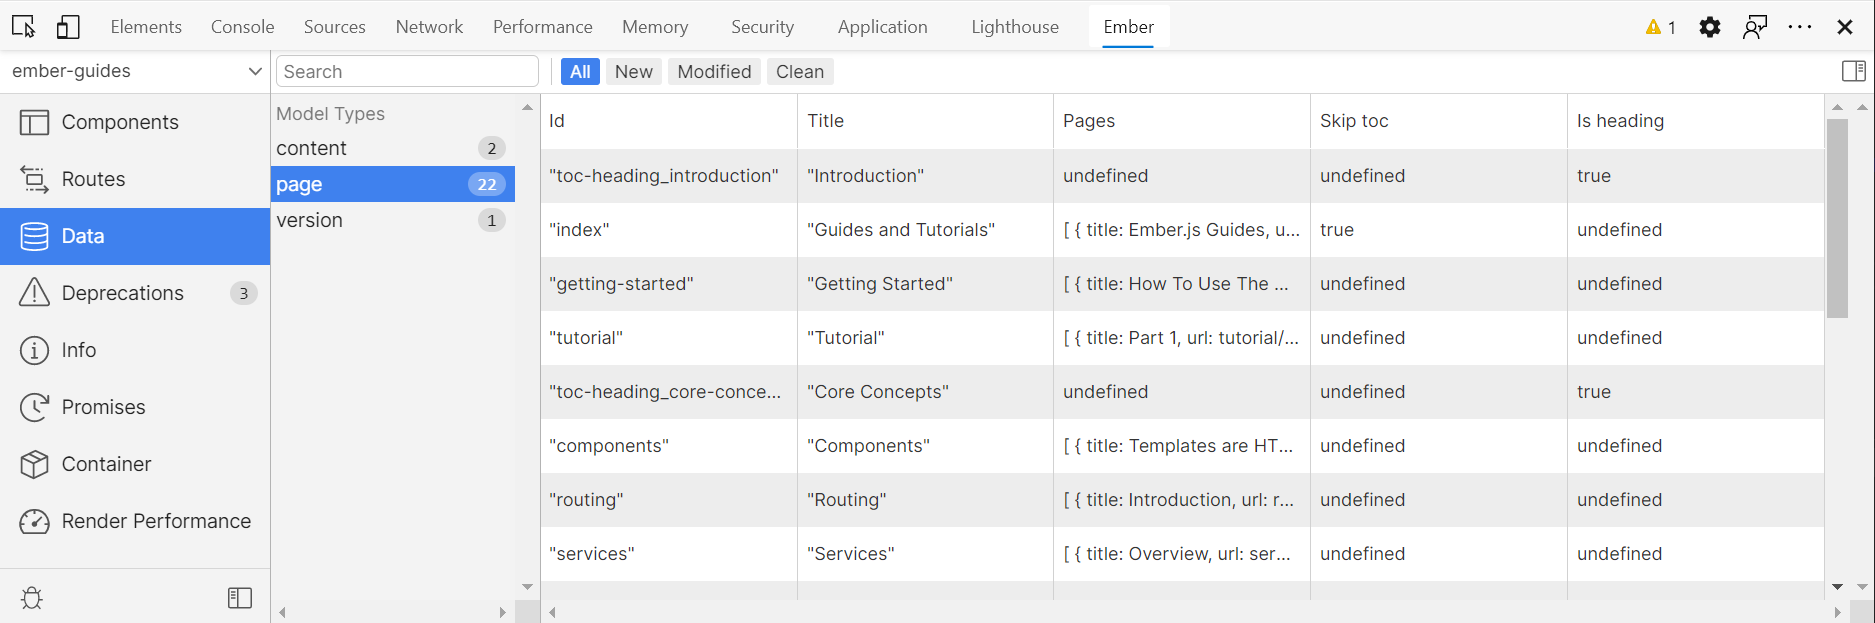 Elements Console Sources Network Performance Memory Security Application Lighthouse Ember 1
ember-guides Search All New Modified Clean
Components
Routes
Data
Deprecations 3
Info
Promises
Container
Render Performance
Model Types
content 2
page 22
version 1
Id Title Pages Skip toc Is heading
"toc-heading_introduction" "Introduction" undefined undefined true
"index" "Guides and Tutorials" [ { title: Ember.js Guides, u... true undefined
"getting-started" "Getting Started" [ { title: How To Use The ... undefined undefined
"tutorial" "Tutorial" [ { title: Part 1, url: tutorial/... undefined undefined
"toc-heading_core-conce... "Core Concepts" undefined undefined true
"components" "Components" [ { title: Templates are HT... undefined undefined
"routing" "Routing" [ { title: Introduction, url: r... undefined undefined
"services" "Services" [ { title: Overview, url: ser... undefined undefined